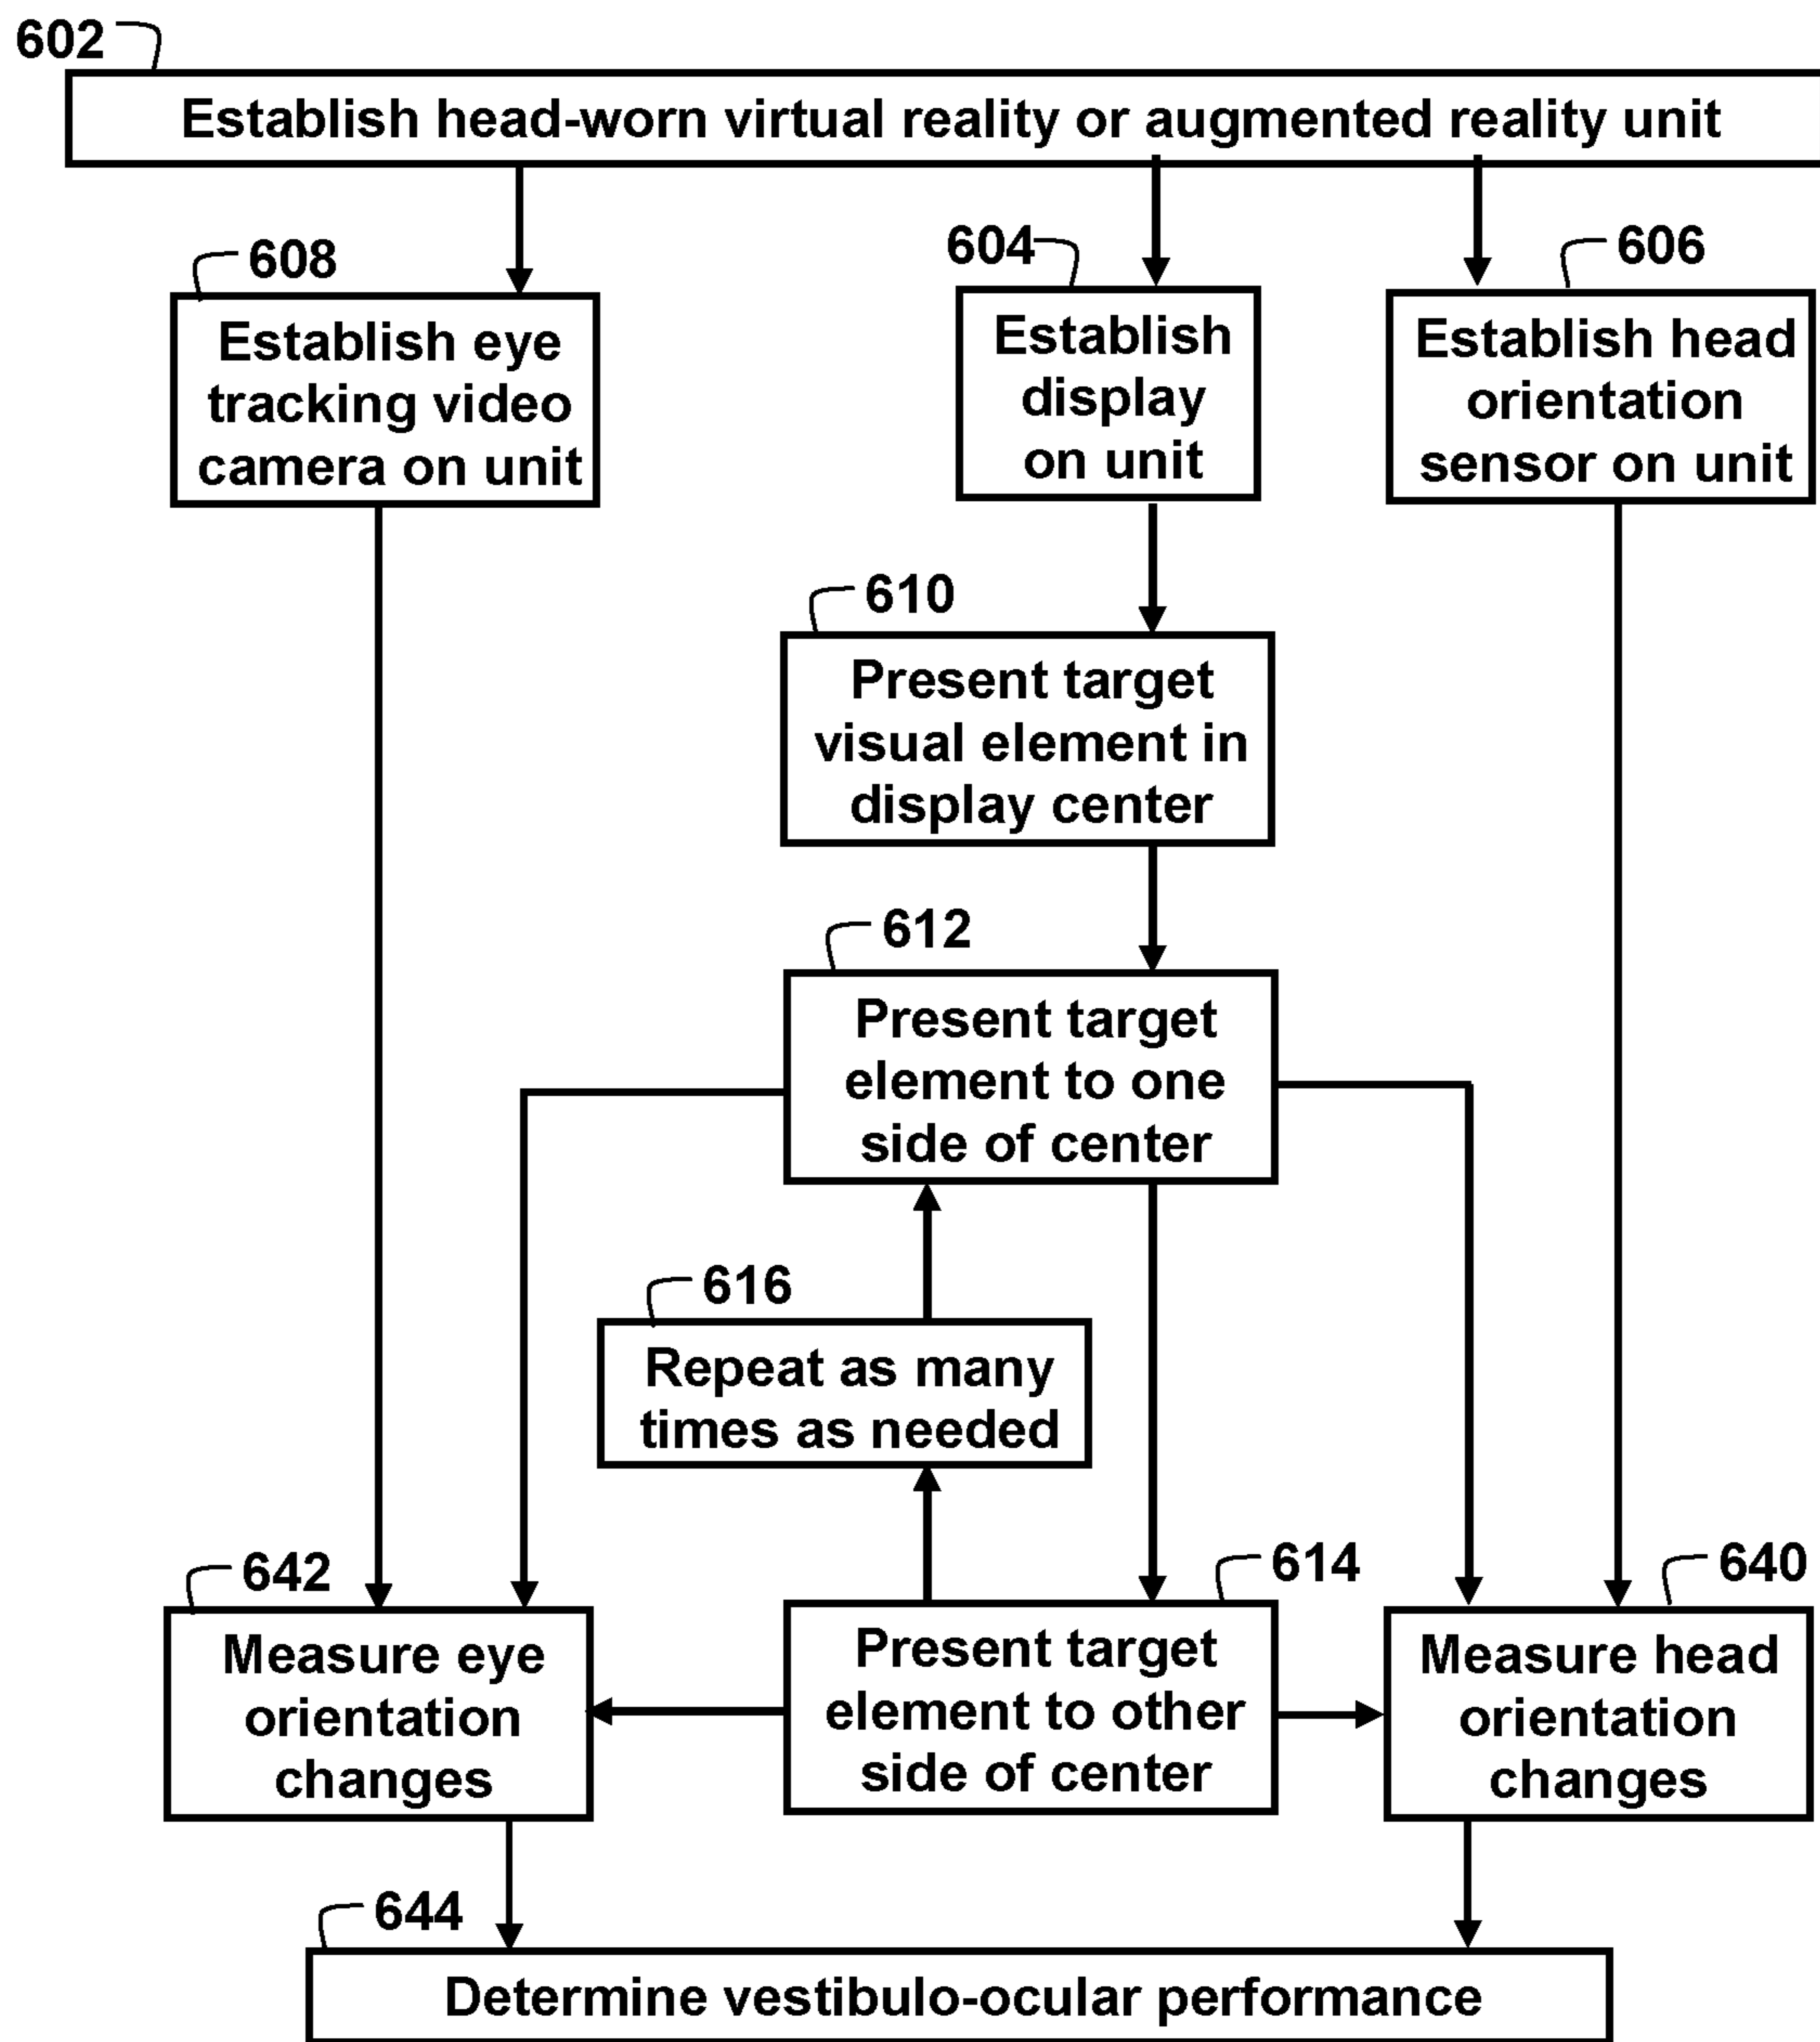 602
Establish head-worn virtual reality or augmented reality unit
608
Establish eye
tracking video
camera on unit
604
Establish
display
on unit
606
Establish head
orientation
sensor on unit
610
Present target
visual element in
display center
612
Present target
element to one
side of center
616
Repeat as many
times as needed
642
Measure eye
orientation
changes
614
Present target
element to other
side of center
640
Measure head
orientation
changes
644
Determine vestibulo-ocular performance